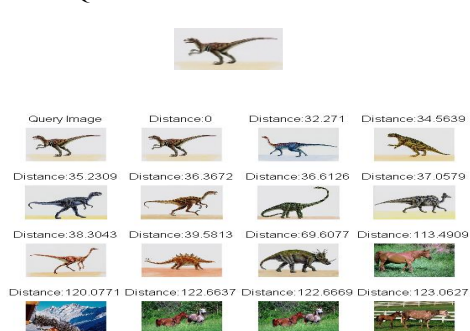 Query Image Distance:0 Distance:32.271 Distance:34.5639
Distance:35.2309 Distance:36.3672 Distance:36.6126 Distance:37.0579
Distance:38.3043 Distance:39.5813 Distance:69.6077 Distance:113.4909
Distance:120.0771 Distance:122.6637 Distance:122.6669 Distance:123.0627